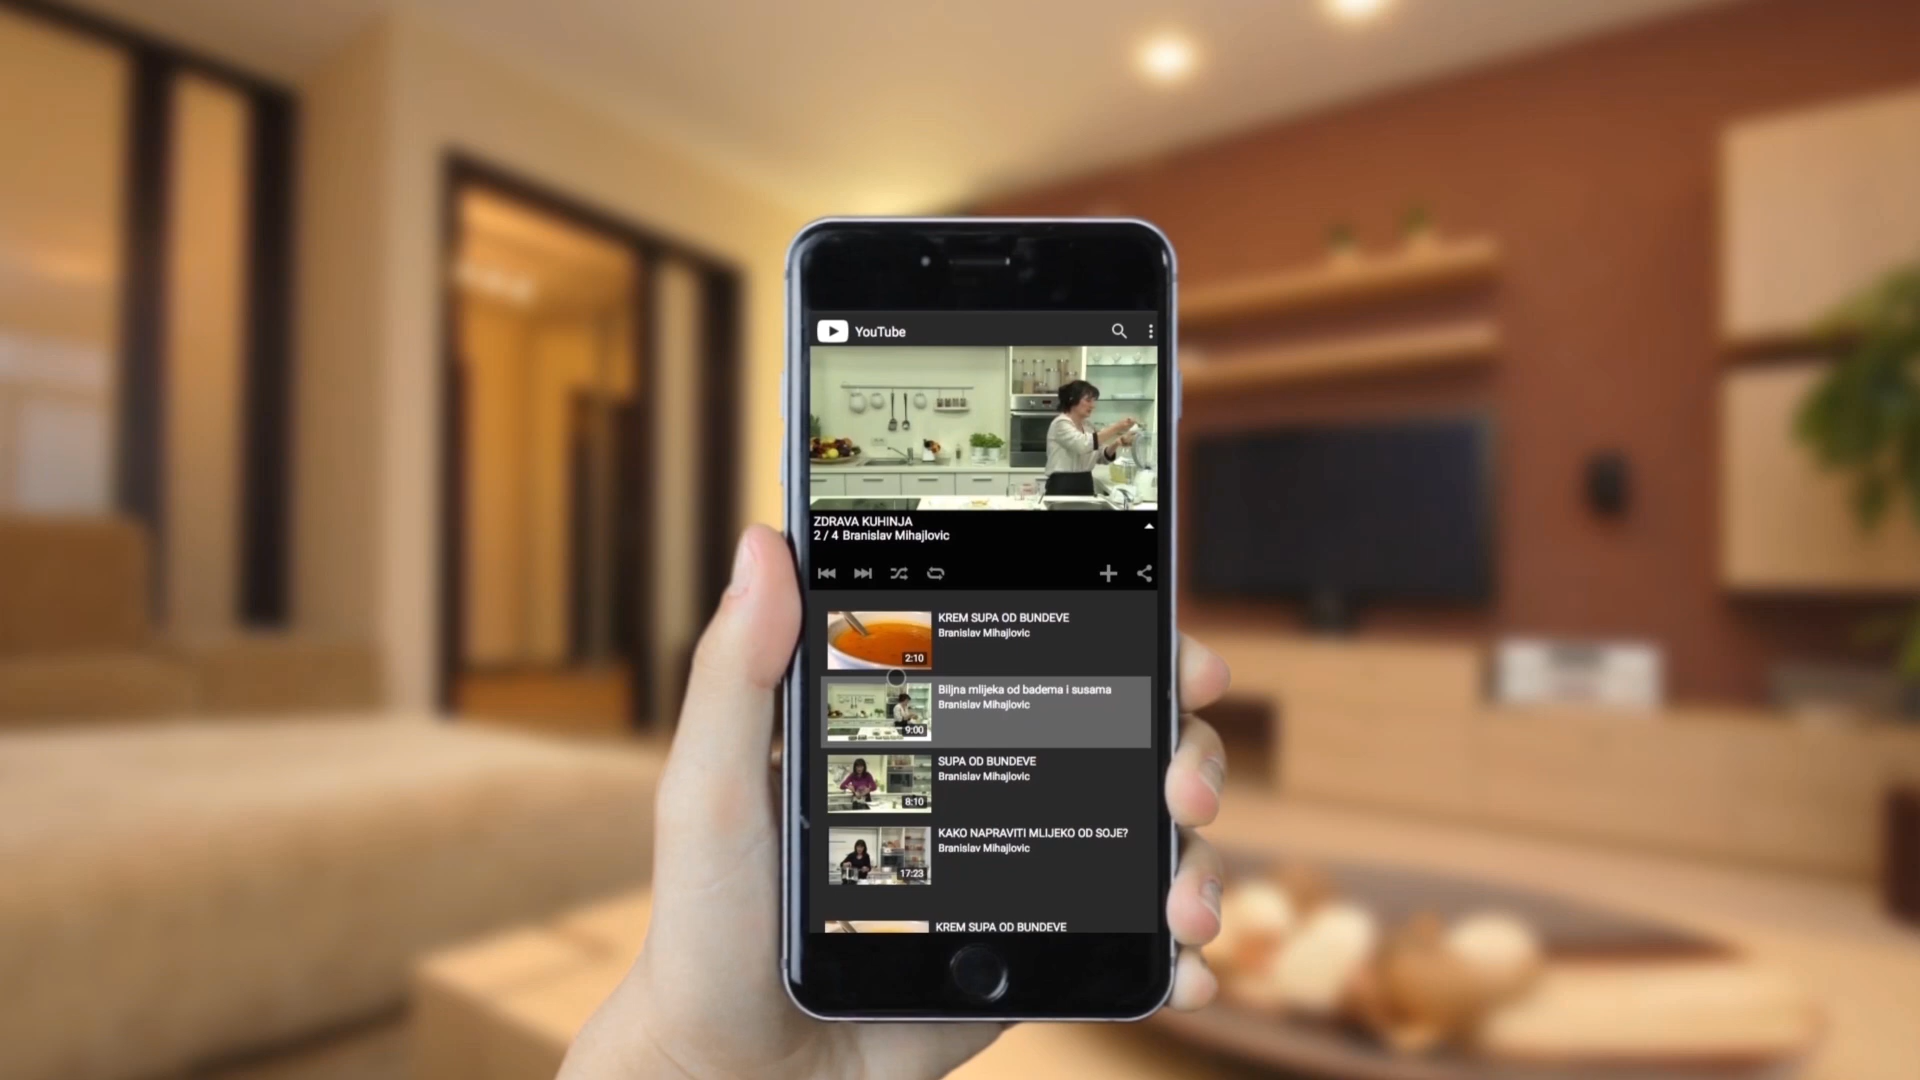 YouTube
ZDRAVA KUHINJA
2 / 4 Branislav Mihajlovic
KREM SUPA OD BUNDEVE
Branislav Mihajlovic
2:10
Biljna mlijeka od badema i susama
Branislav Mihajlovic
9:00
SUPA OD BUNDEVE
Branislav Mihajlovic
8:10
KAKO NAPRAVITI MLIJEKO OD SOJE?
Branislav Mihajlovic
17:23
KREM SUPA OD BUNDEVE